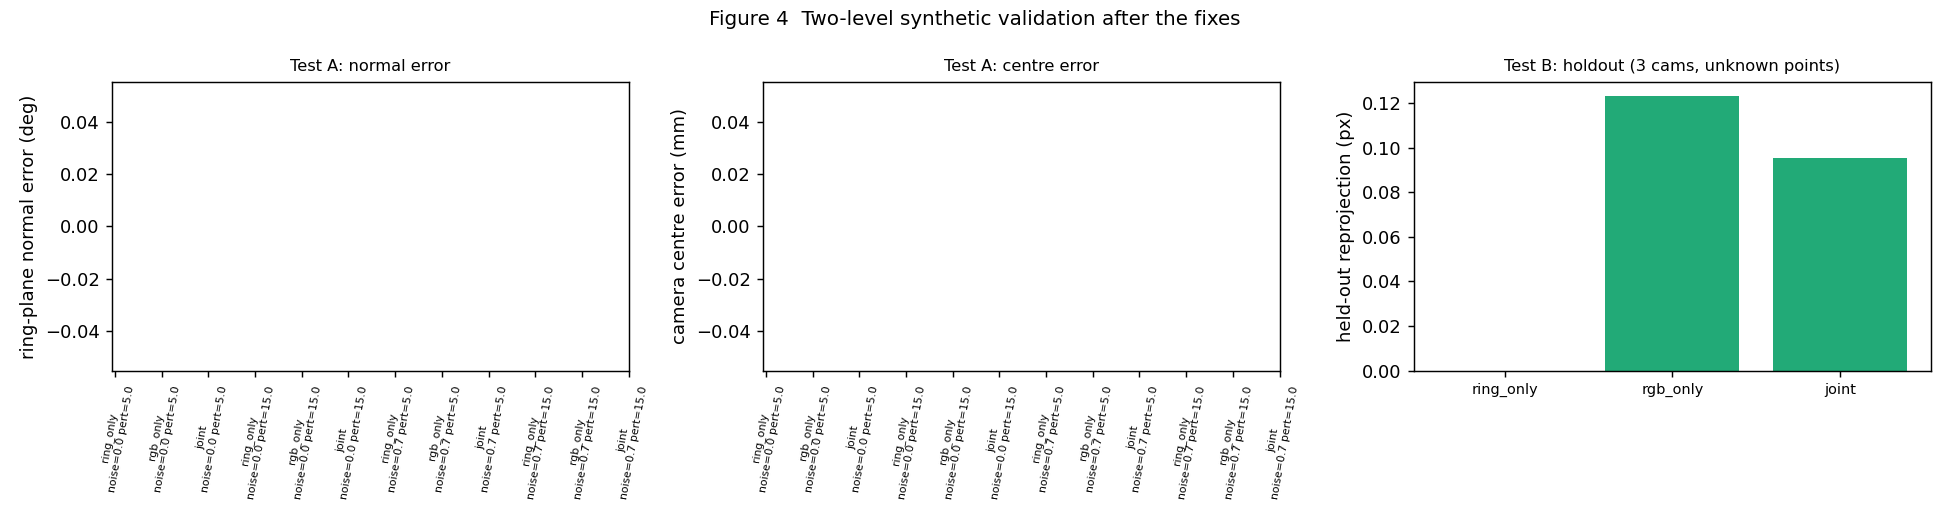 Figure 4  Two-level synthetic validation after the fixes
Test A: normal error
ring-plane normal error (deg)
0.04
0.02
0.00
−0.02
−0.04
ring_only
noise=0.0 pert=5.0
rgb_only
noise=0.0 pert=5.0
joint
noise=0.0 pert=5.0
ring_only
noise=0.0 pert=15.0
rgb_only
noise=0.0 pert=15.0
joint
noise=0.0 pert=15.0
ring_only
noise=0.7 pert=5.0
rgb_only
noise=0.7 pert=5.0
joint
noise=0.7 pert=5.0
ring_only
noise=0.7 pert=15.0
rgb_only
noise=0.7 pert=15.0
joint
noise=0.7 pert=15.0
Test A: centre error
camera centre error (mm)
0.04
0.02
0.00
−0.02
−0.04
ring_only
noise=0.0 pert=5.0
rgb_only
noise=0.0 pert=5.0
joint
noise=0.0 pert=5.0
ring_only
noise=0.0 pert=15.0
rgb_only
noise=0.0 pert=15.0
joint
noise=0.0 pert=15.0
ring_only
noise=0.7 pert=5.0
rgb_only
noise=0.7 pert=5.0
joint
noise=0.7 pert=5.0
ring_only
noise=0.7 pert=15.0
rgb_only
noise=0.7 pert=15.0
joint
noise=0.7 pert=15.0
Test B: holdout (3 cams, unknown points)
held-out reprojection (px)
0.12
0.10
0.08
0.06
0.04
0.02
0.00
ring_only
rgb_only
joint